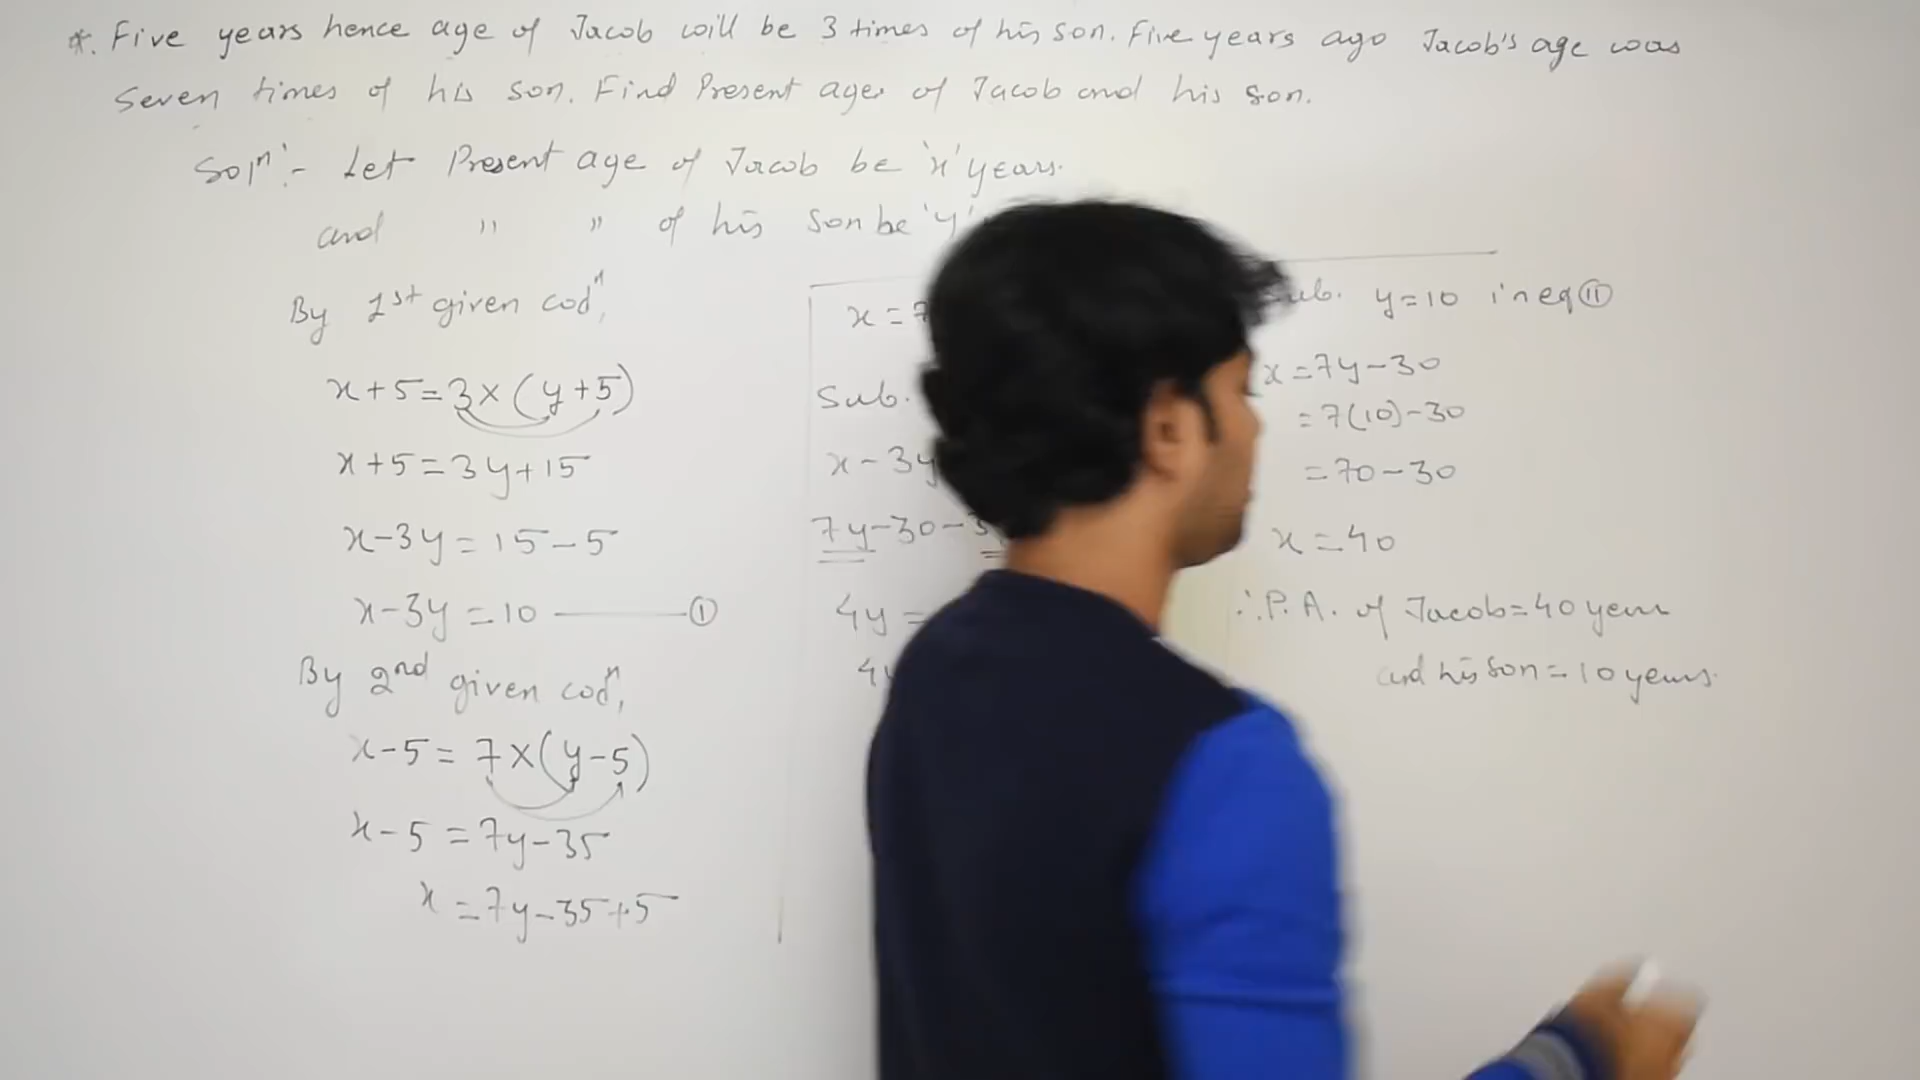 *. Five years hence age of Jacob will be 3 times of his son. Five years ago Jacob's age was
seven times of his son. Find Present ages of Jacob and his son.
Solⁿ:- Let Present age of Jacob be 'x' years.
and " " of his son be 'y'
By 1st given codⁿ,
x+5=3×(y+5)
x+5=3y+15
x-3y=15-5
x-3y=10 ①
By 2nd given codⁿ,
x-5=7×(y-5)
x-5=7y-35
x=7y-35+5
x=7
Sub.
x-3y
7y-30-3
4y=
4y
Sub. y=10 in eq ⑪
x=7y-30
=7(10)-30
=70-30
x=40
∴P.A. of Jacob=40 years
and his son=10 years.